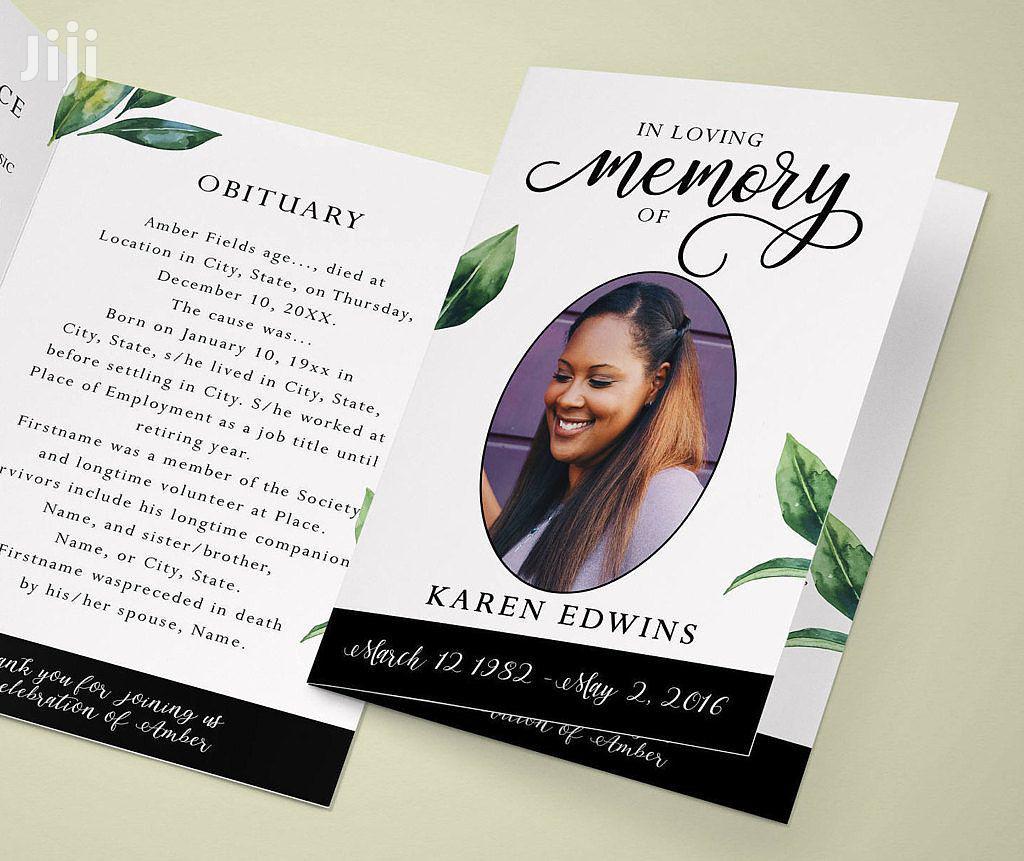 Jiji
CE
SIC
OBITUARY
Amber Fields age..., died at
Location in City, State, on Thursday,
December 10, 20XX.
The cause was...
Born on January 10, 19xx in
City, State, s/he lived in City, State,
before settling in City. S/he worked at
Place of Employment as a job title until
retiring year.
Firstname was a member of the Society
and longtime volunteer at Place.
rvivors include his longtime companion
Name, and sister/brother,
Name, or City, State.
Firstname waspreceded in death
by his/her spouse, Name.
ank you for joining us
elebration of Amber
IN LOVING
memory
OF
KAREN EDWINS
March 12 1982 - May 2, 2016
of Amber